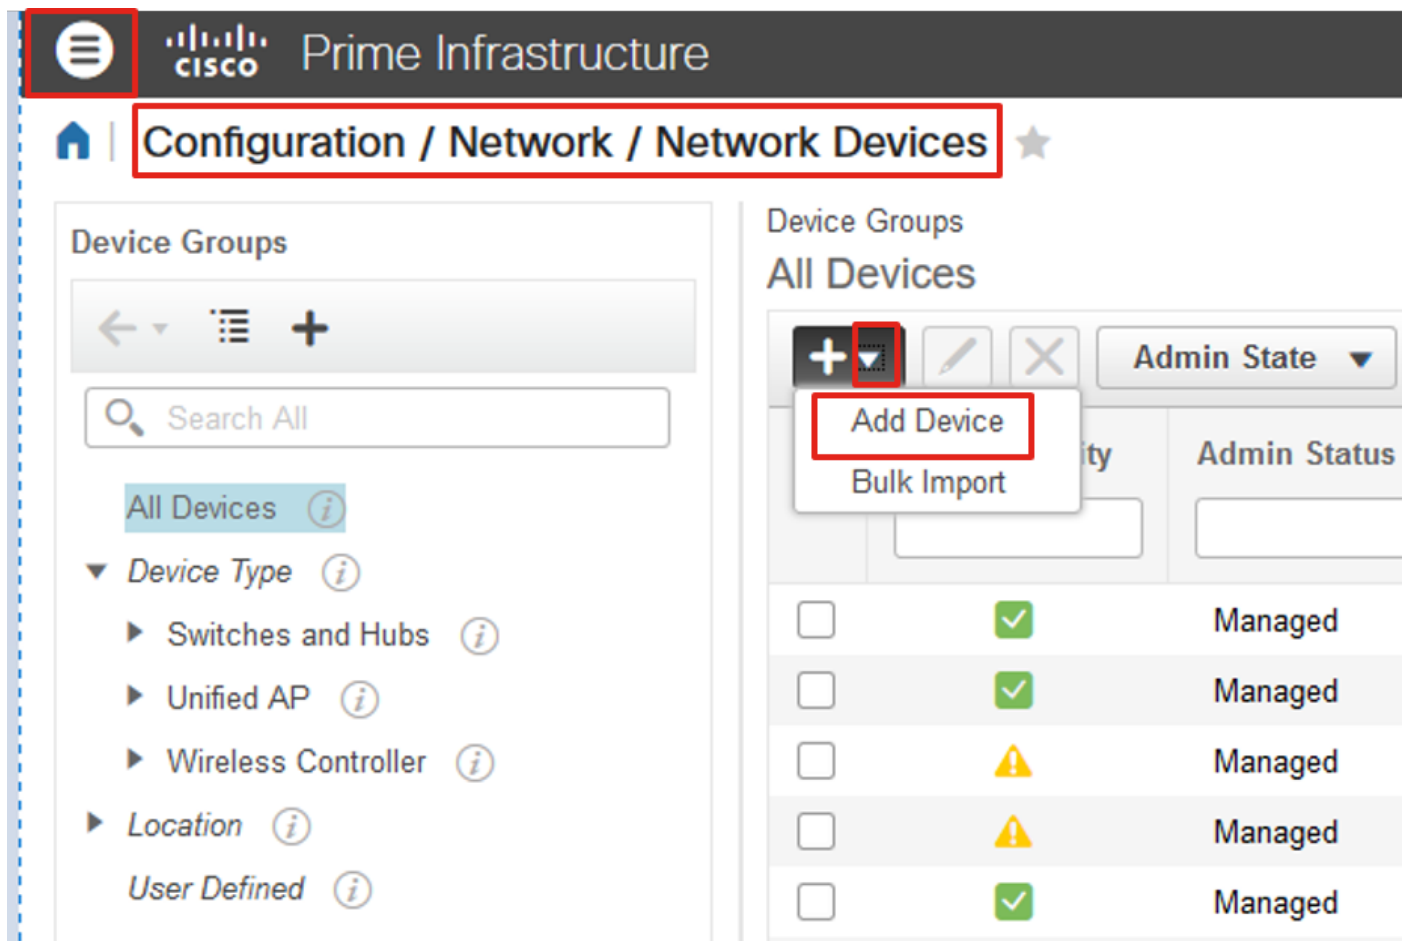 CISCO Prime Infrastructure
Configuration / Network / Network Devices
Device Groups
Search All
All Devices
Device Type
Switches and Hubs
Unified AP
Wireless Controller
Location
User Defined
Device Groups
All Devices
Admin State
Add Device
Bulk Import
ity Admin Status
Managed
Managed
Managed
Managed
Managed